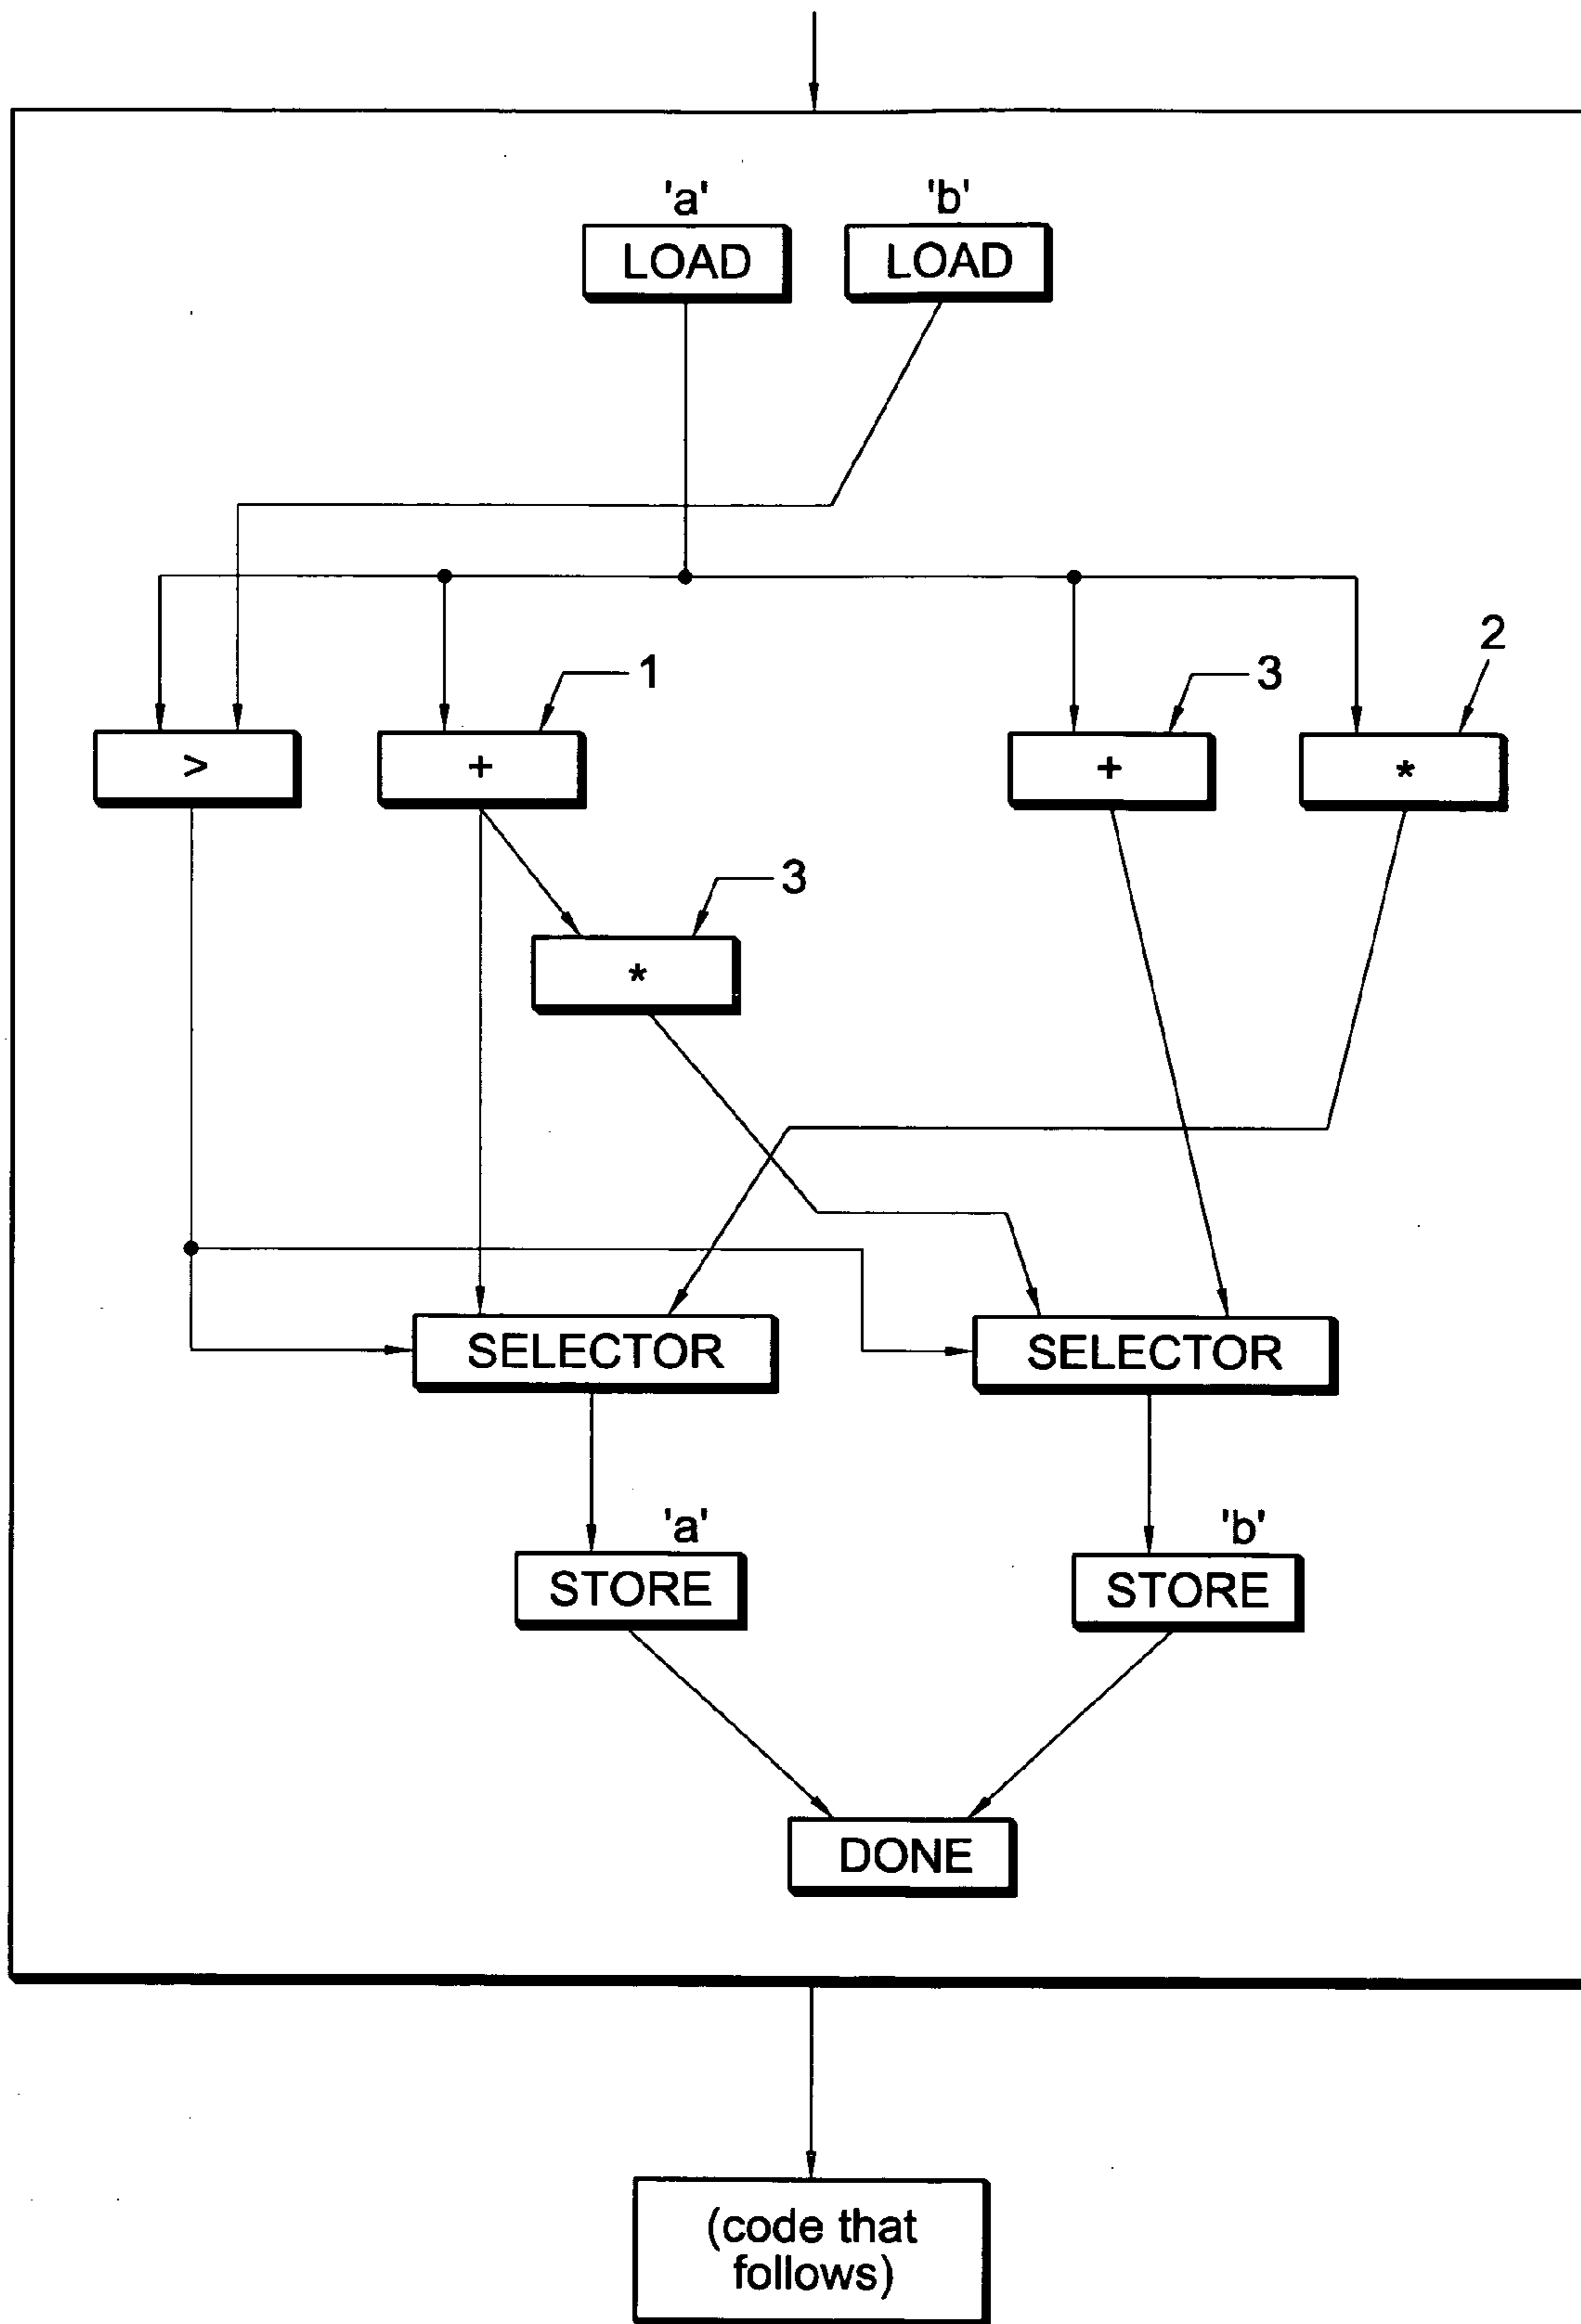 'a' 'b'
LOAD LOAD
1 3 2
> + + *
3
*
SELECTOR SELECTOR
'a' 'b'
STORE STORE
DONE
(code that
follows)